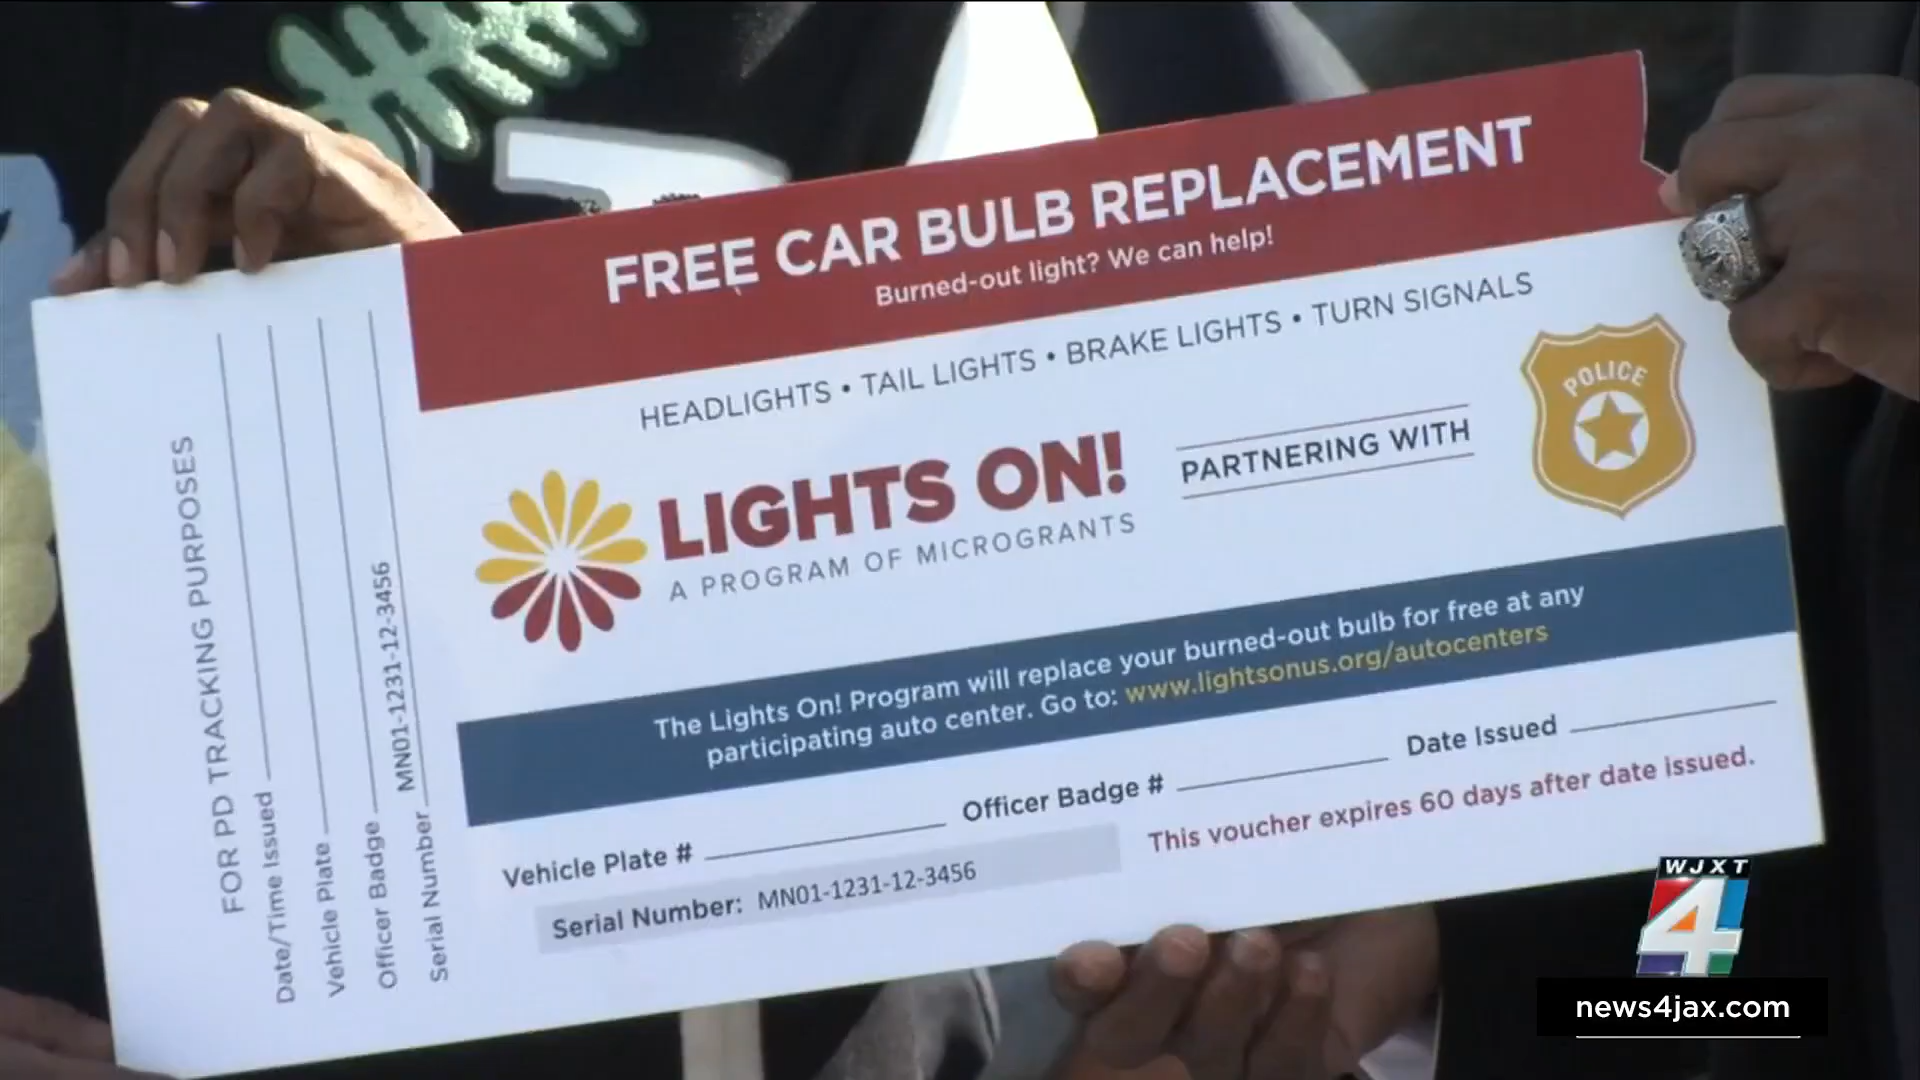 FREE CAR BULB REPLACEMENT
Burned-out light? We can help!
HEADLIGHTS • TAIL LIGHTS • BRAKE LIGHTS • TURN SIGNALS
LIGHTS ON!
A PROGRAM OF MICROGRANTS
PARTNERING WITH
POLICE
The Lights On! Program will replace your burned-out bulb for free at any
participating auto center. Go to: www.lightsonus.org/autocenters
Vehicle Plate # Officer Badge # Date Issued
Serial Number: MN01-1231-12-3456
This voucher expires 60 days after date issued.
FOR PD TRACKING PURPOSES
Date/Time Issued
Vehicle Plate
Officer Badge
Serial Number MN01-1231-12-3456
WJXT
4
news4jax.com